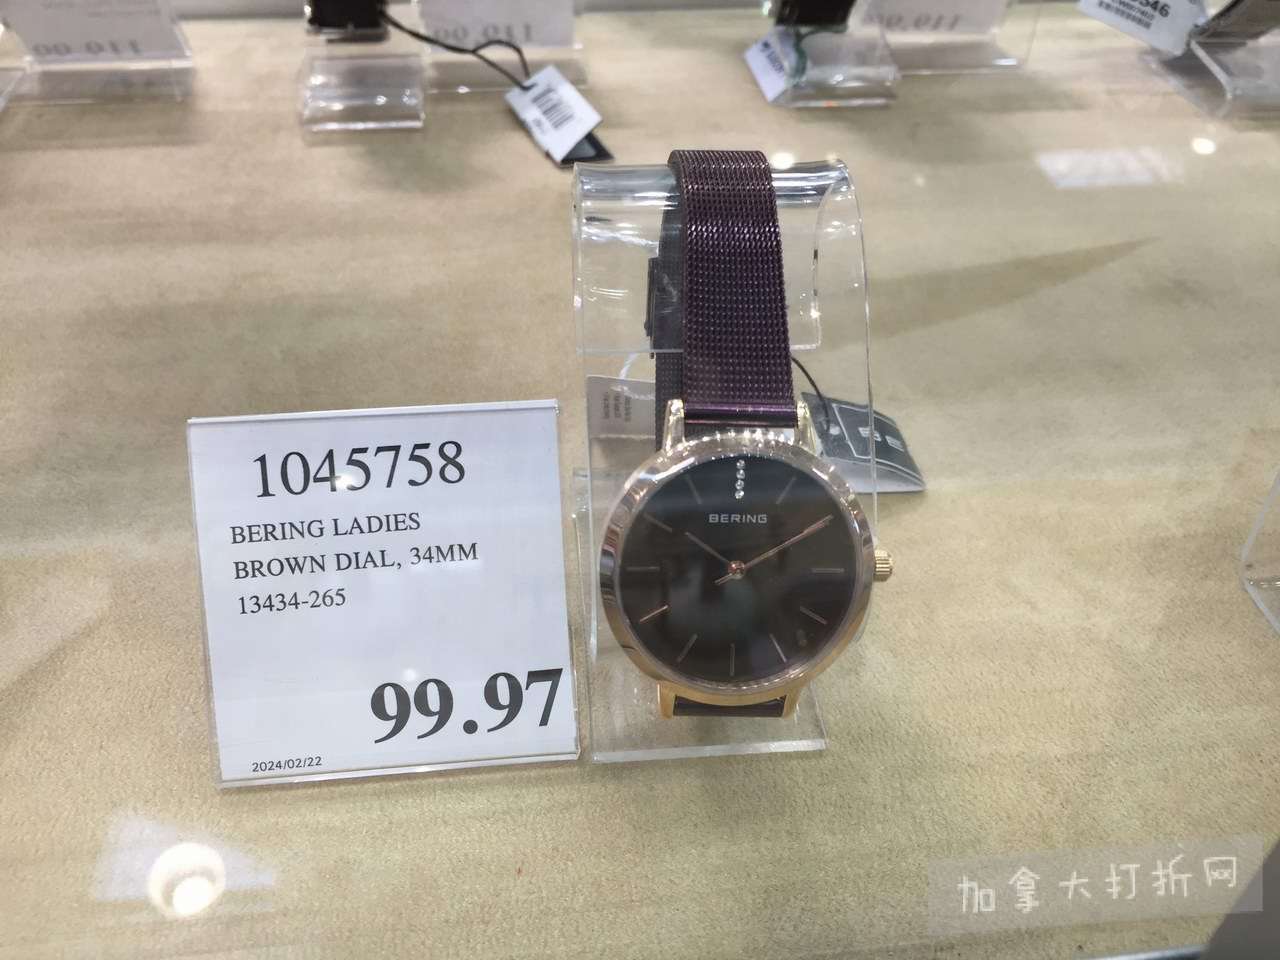 1045758
BERING LADIES
BROWN DIAL, 34MM
13434-265
99.97
2024/02/22
BERING
加拿大打折网